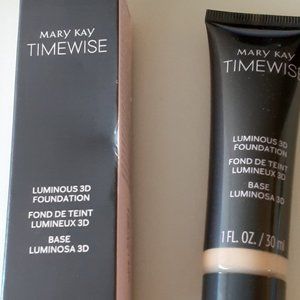 MARY KAY
TIMEWISE
LUMINOUS 3D
FOUNDATION
FOND DE TEINT
LUMINEUX 3D
BASE
LUMINOSA 3D
MARY KAY
TIMEWISE
LUMINOUS 3D
FOUNDATION
FOND DE TEINT
LUMINEUX 3D
BASE
LUMINOSA 3D
1 FL. OZ. / 30 ml